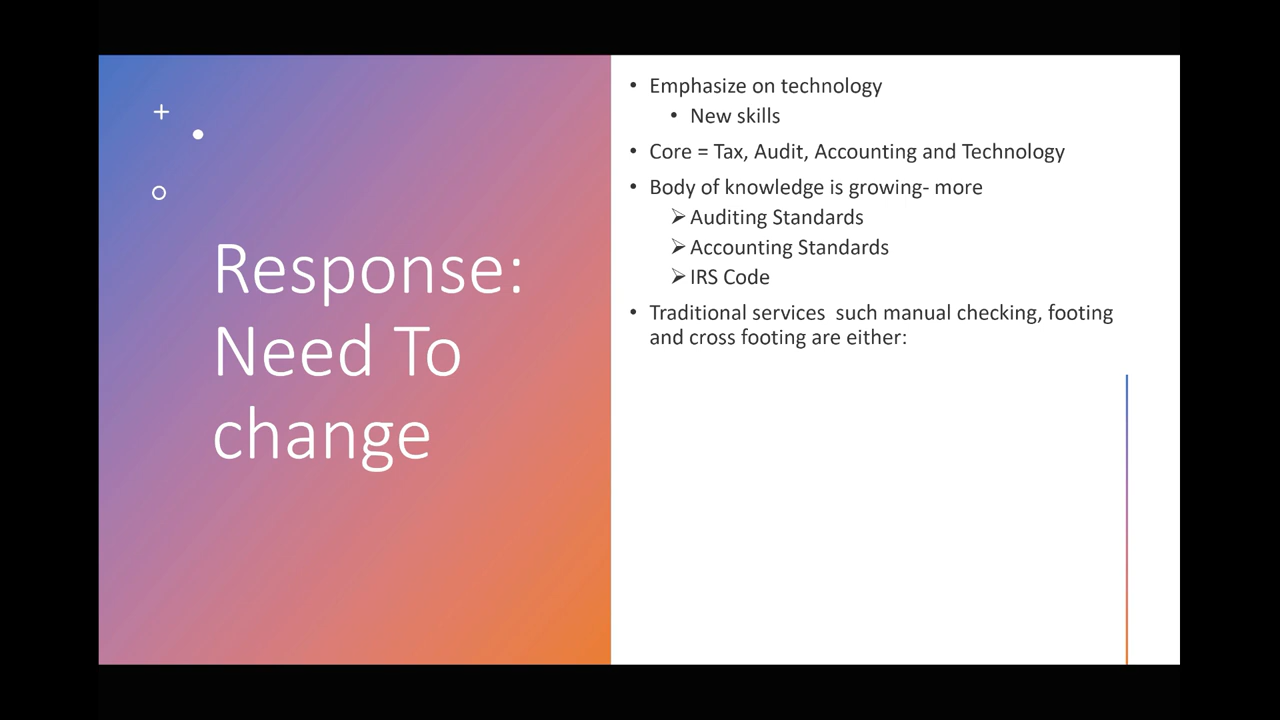 Response:
Need To
change
• Emphasize on technology
• New skills
• Core = Tax, Audit, Accounting and Technology
• Body of knowledge is growing- more
➢ Auditing Standards
➢ Accounting Standards
➢ IRS Code
• Traditional services  such manual checking, footing
and cross footing are either: